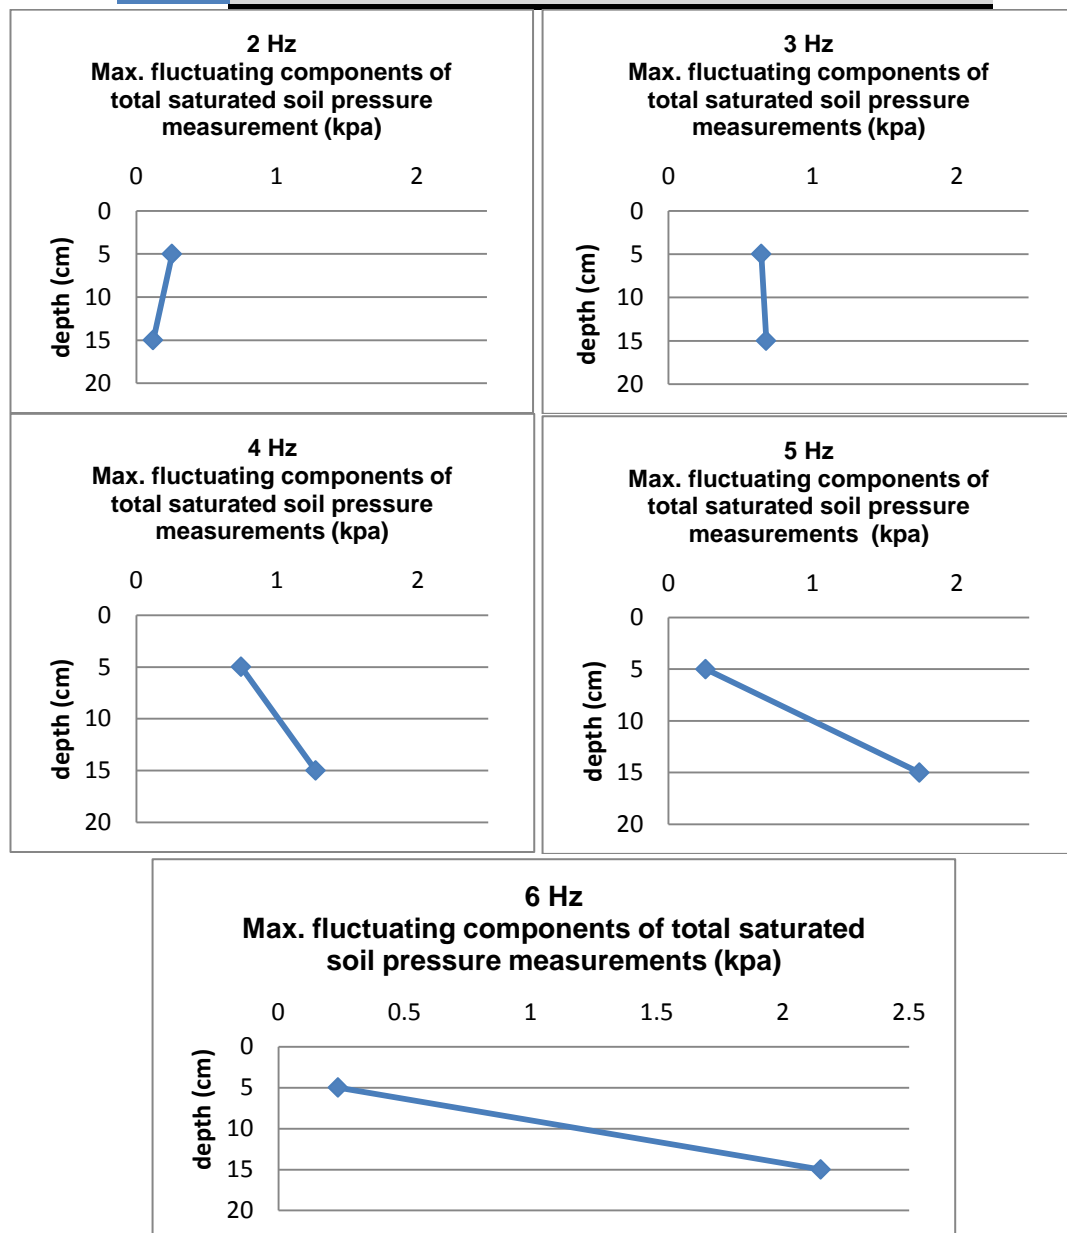 2 Hz
Max. fluctuating components of
total saturated soil pressure
measurement (kpa)
0 1 2
0
5
10
15
20
depth (cm)
3 Hz
Max. fluctuating components of
total saturated soil pressure
measurements (kpa)
0 1 2
0
5
10
15
20
depth (cm)
4 Hz
Max. fluctuating components of
total saturated soil pressure
measurements (kpa)
0 1 2
0
5
10
15
20
depth (cm)
5 Hz
Max. fluctuating components of
total saturated soil pressure
measurements  (kpa)
0 1 2
0
5
10
15
20
depth (cm)
6 Hz
Max. fluctuating components of total saturated
soil pressure measurements (kpa)
0 0.5 1 1.5 2 2.5
0
5
10
15
20
depth (cm)